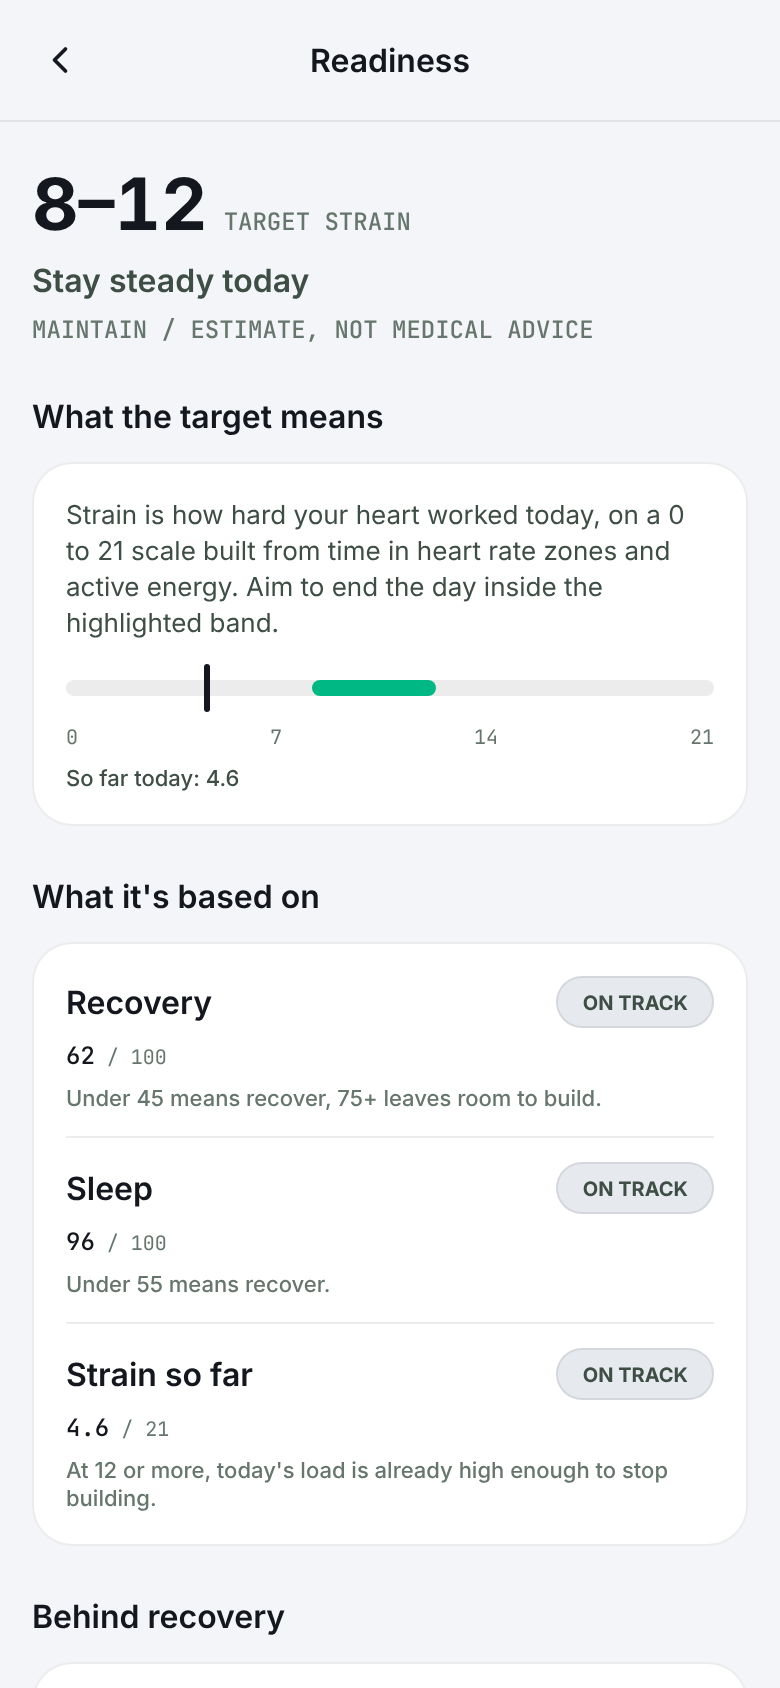 Readiness
8–12 TARGET STRAIN
Stay steady today
MAINTAIN / ESTIMATE, NOT MEDICAL ADVICE
What the target means
Strain is how hard your heart worked today, on a 0
to 21 scale built from time in heart rate zones and
active energy. Aim to end the day inside the
highlighted band.
0 7 14 21
So far today: 4.6
What it's based on
Recovery ON TRACK
62 / 100
Under 45 means recover, 75+ leaves room to build.
Sleep ON TRACK
96 / 100
Under 55 means recover.
Strain so far ON TRACK
4.6 / 21
At 12 or more, today's load is already high enough to stop
building.
Behind recovery